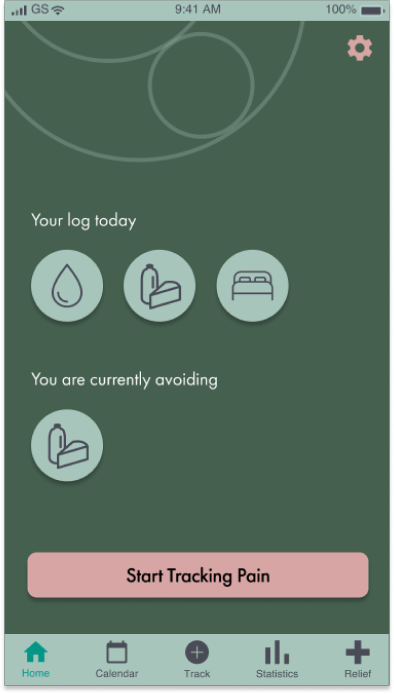 GS 9:41 AM 100%
Your log today
You are currently avoiding
Start Tracking Pain
Home Calendar Track Statistics Relief